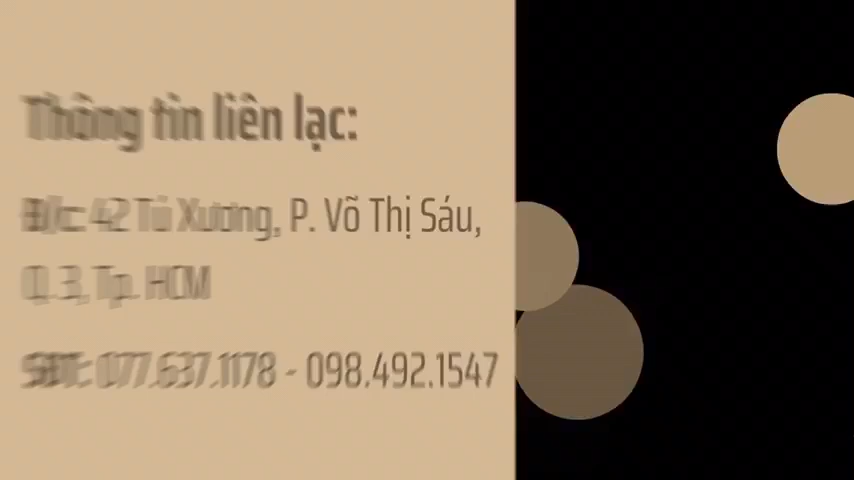 Thông tin liên lạc:
Đ/c: 42 Tú Xương, P. Võ Thị Sáu,
Q.3, Tp. HCM
SĐT: 077.637.1178 - 098.492.1547